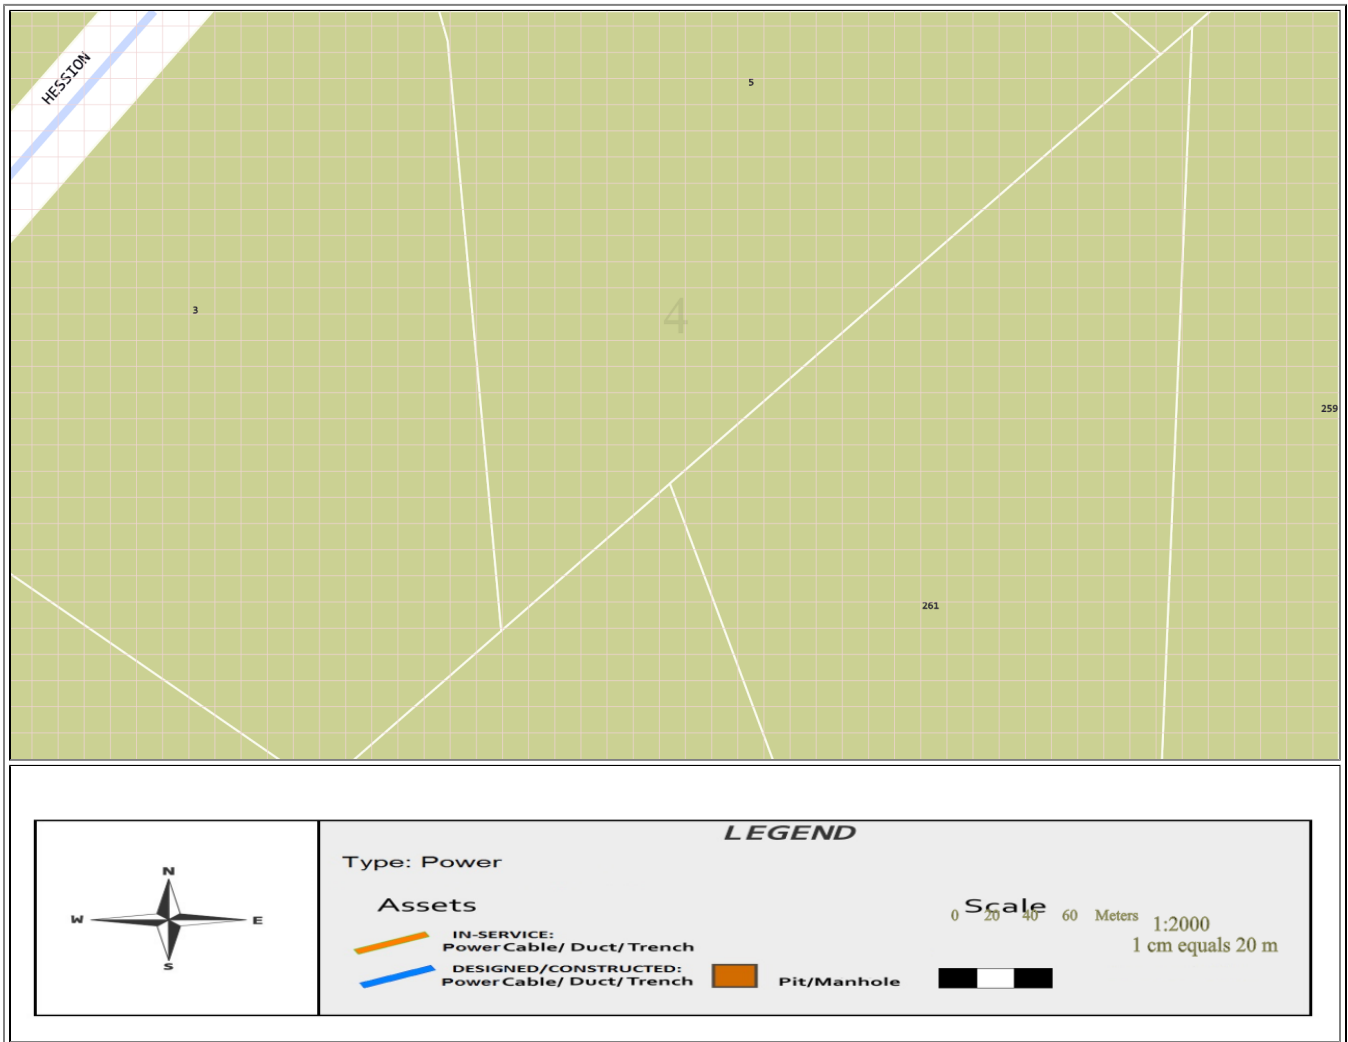 HESSION
5
4
3
259
261
LEGEND
Type: Power
Assets
Scale
0 20 40 60 Meters
1:2000
1 cm equals 20 m
IN-SERVICE:
Power Cable/ Duct/ Trench
DESIGNED/CONSTRUCTED:
Power Cable/ Duct/ Trench
Pit/Manhole
N
W
E
S